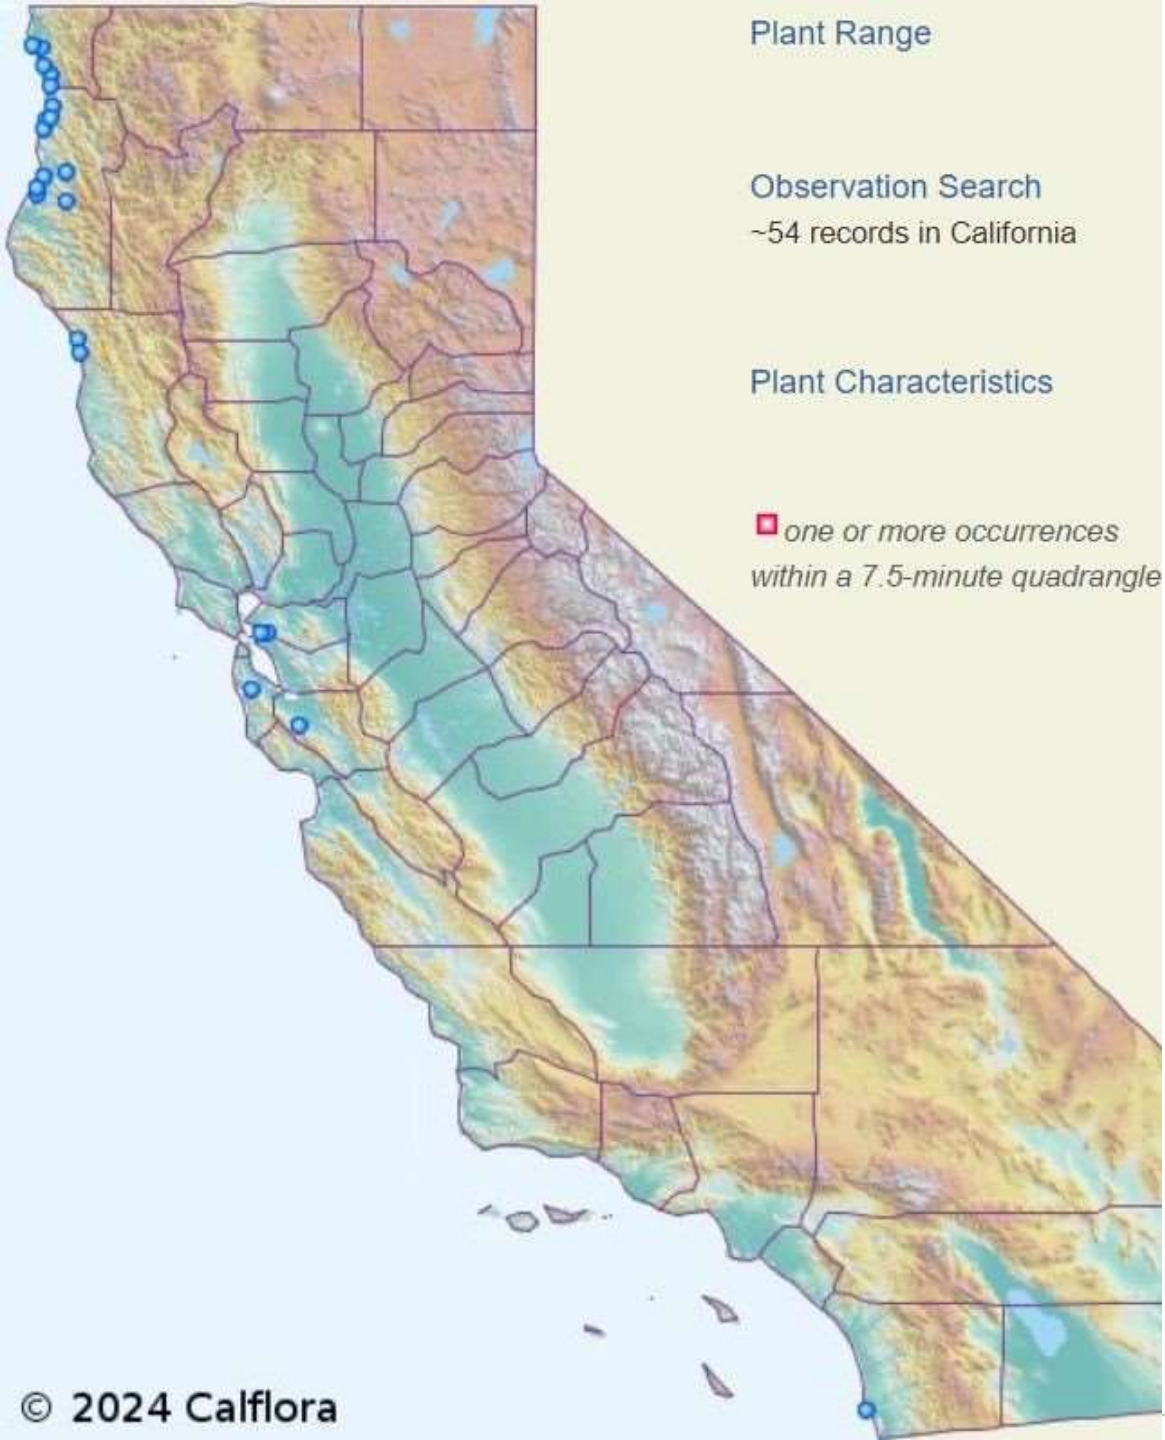 Plant Range
Observation Search
~54 records in California
Plant Characteristics
one or more occurrences
within a 7.5-minute quadrangle
© 2024 Calflora